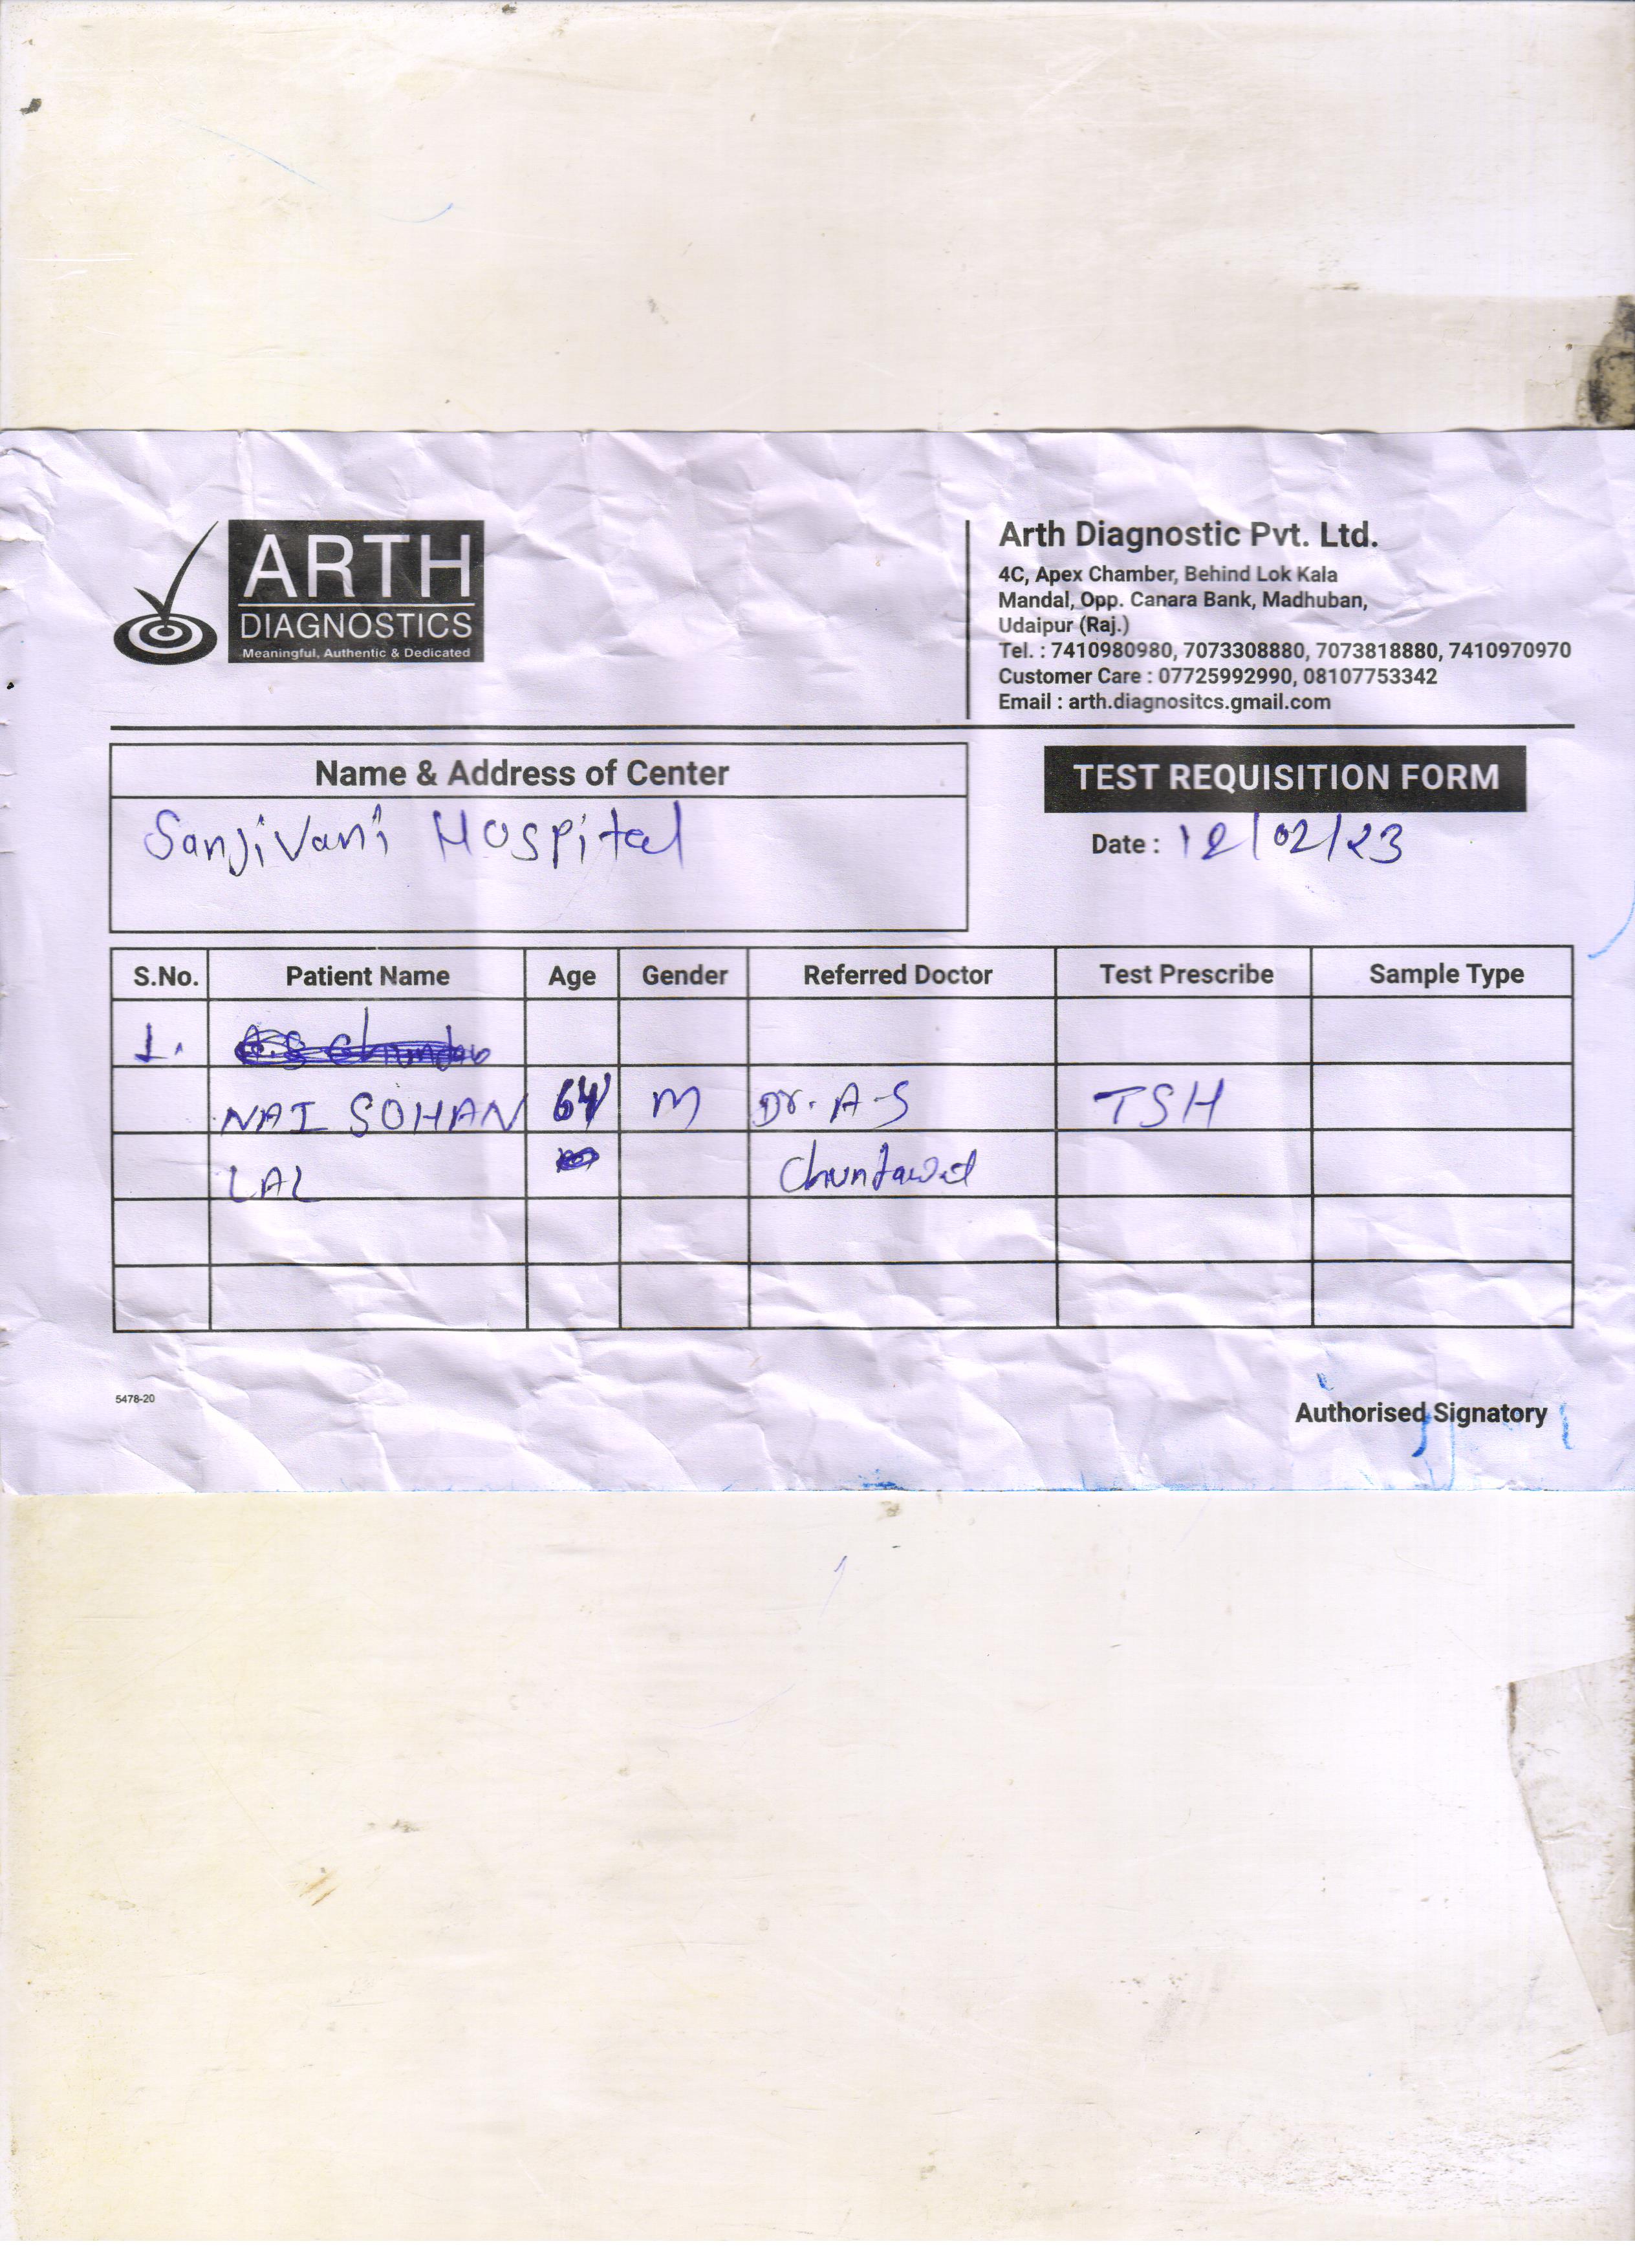 ARTH
DIAGNOSTICS
Meaningful, Authentic & Dedicated
Arth Diagnostic Pvt. Ltd.
4C, Apex Chamber, Behind Lok Kala
Mandal, Opp. Canara Bank, Madhuban,
Udaipur (Raj.)
Tel. : 7410980980, 7073308880, 7073818880, 7410970970
Customer Care : 07725992990, 08107753342
Email : arth.diagnositcs.gmail.com
Name & Address of Center
Sanjivani Hospital
TEST REQUISITION FORM
Date : 12/02/23
S.No. Patient Name Age Gender Referred Doctor Test Prescribe Sample Type
1.
NAI SOHAN 64 M Dr. A-S TSH
LAL Chuntawat
5478-20
Authorised Signatory